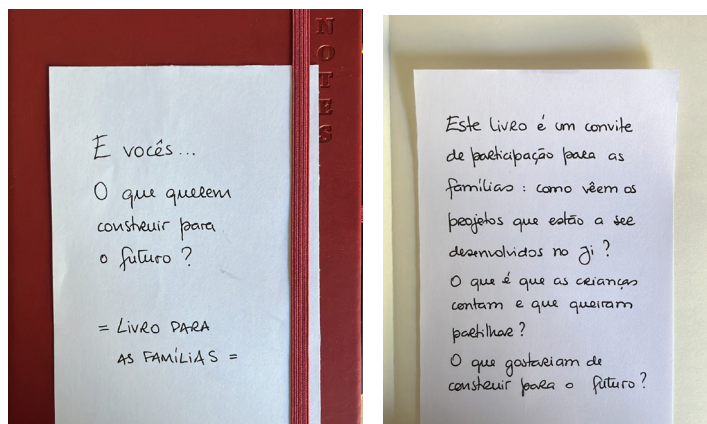 NOTES
E vocês...
O que querem
construir para
o futuro?
= LIVRO PARA
AS FAMÍLIAS =
Este livro é um convite
de participação para as
famílias: como vêem os
projetos que estão a ser
desenvolvidos no ji?
O que é que as crianças
contam e que queiram
partilhar?
O que gostariam de
construir para o futuro?